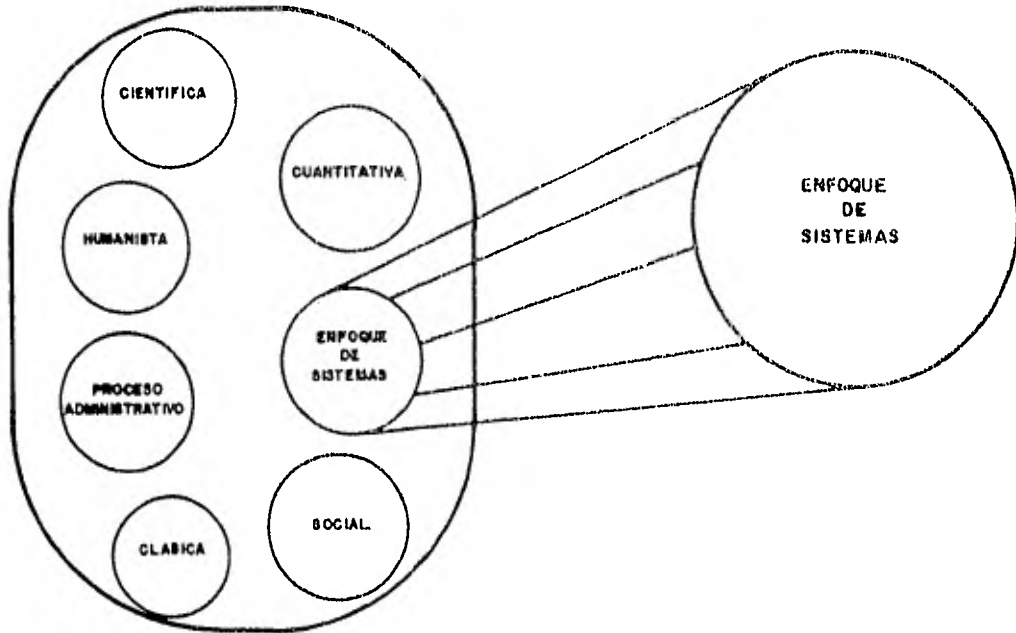 CIENTIFICA
CUANTITATIVA
HUMANISTA
ENFOQUE
DE
SISTEMAS
PROCESO
ADMINISTRATIVO
SOCIAL.
CLASICA
ENFOQUE
DE
SISTEMAS